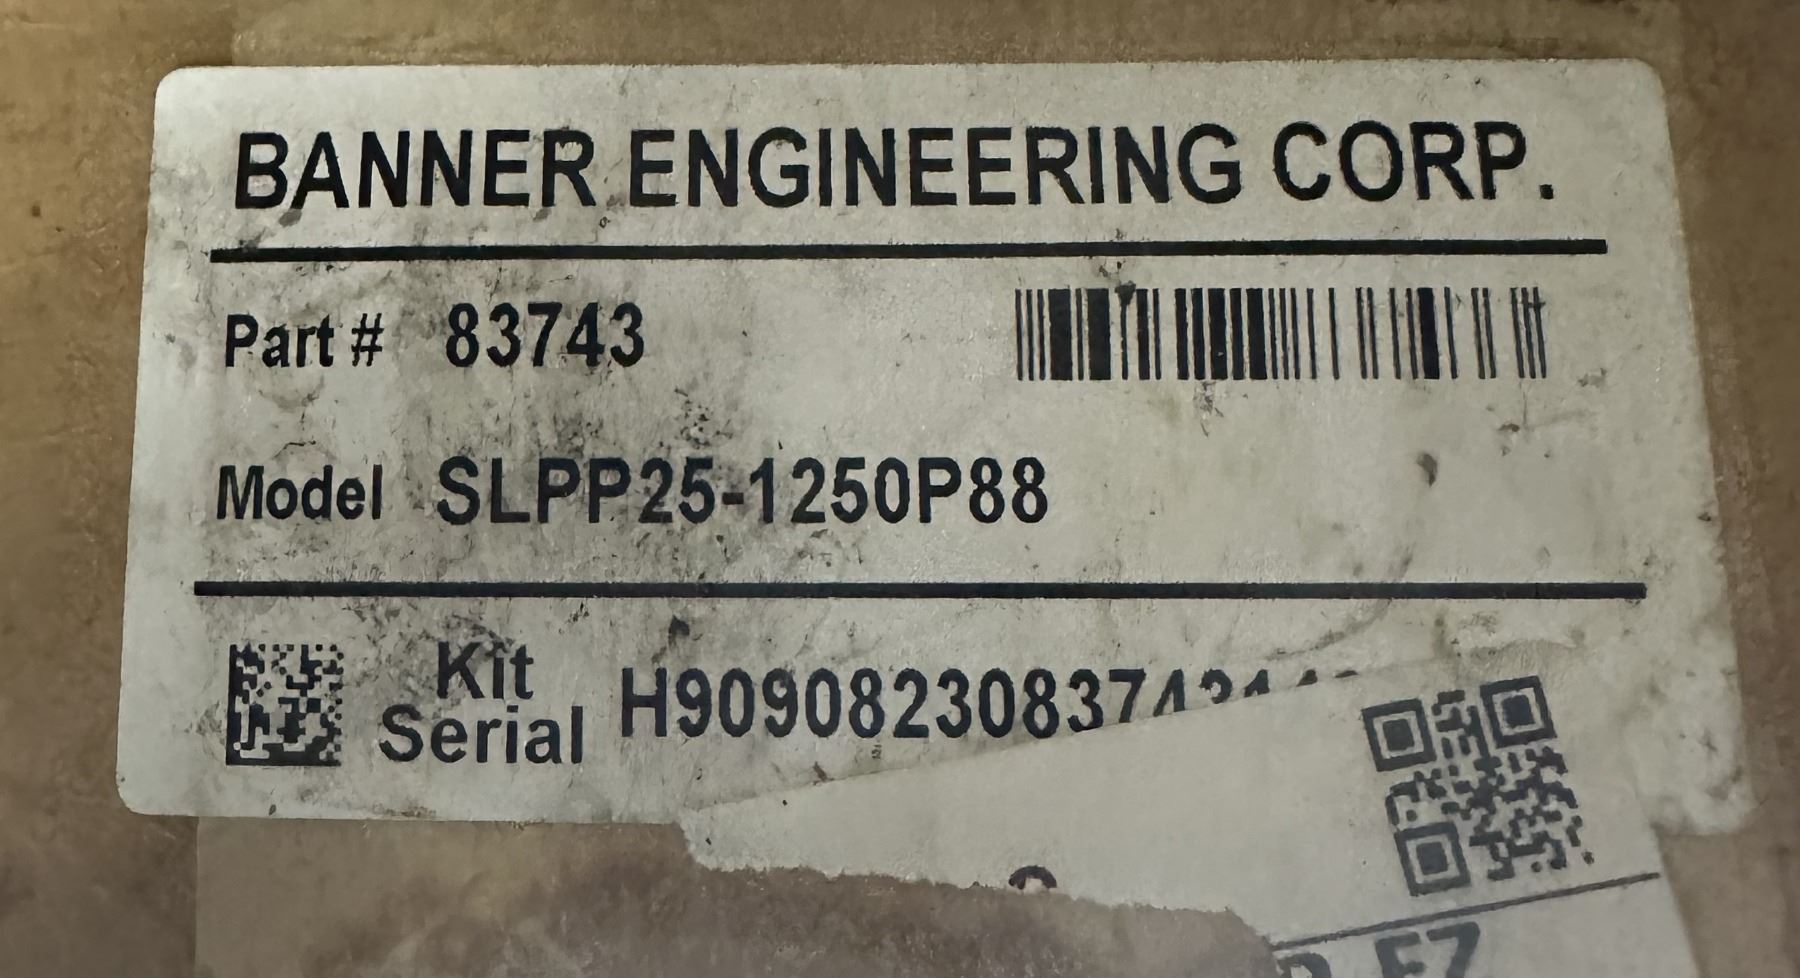 BANNER ENGINEERING CORP.
Part # 83743
Model SLPP25-1250P88
Kit
Serial